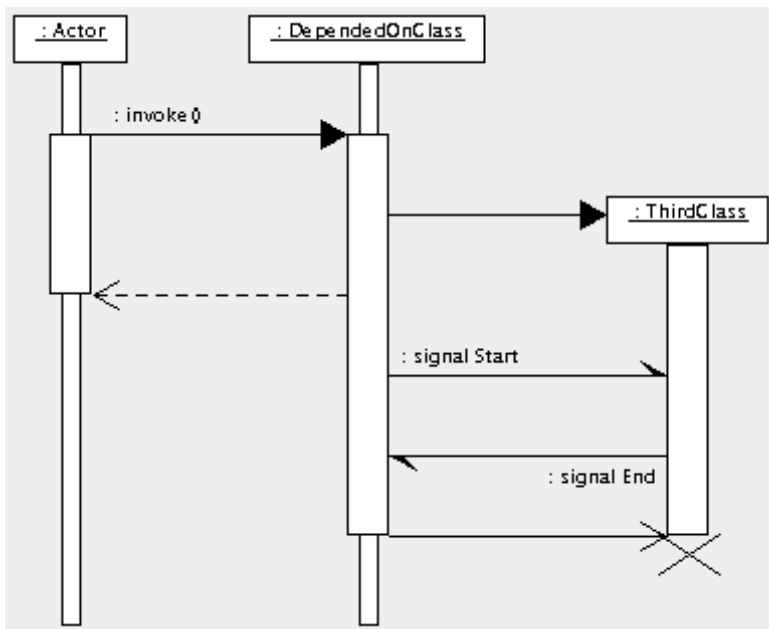 : Actor
: DependedOnClass
: invoke()
: ThirdClass
: signal Start
: signal End